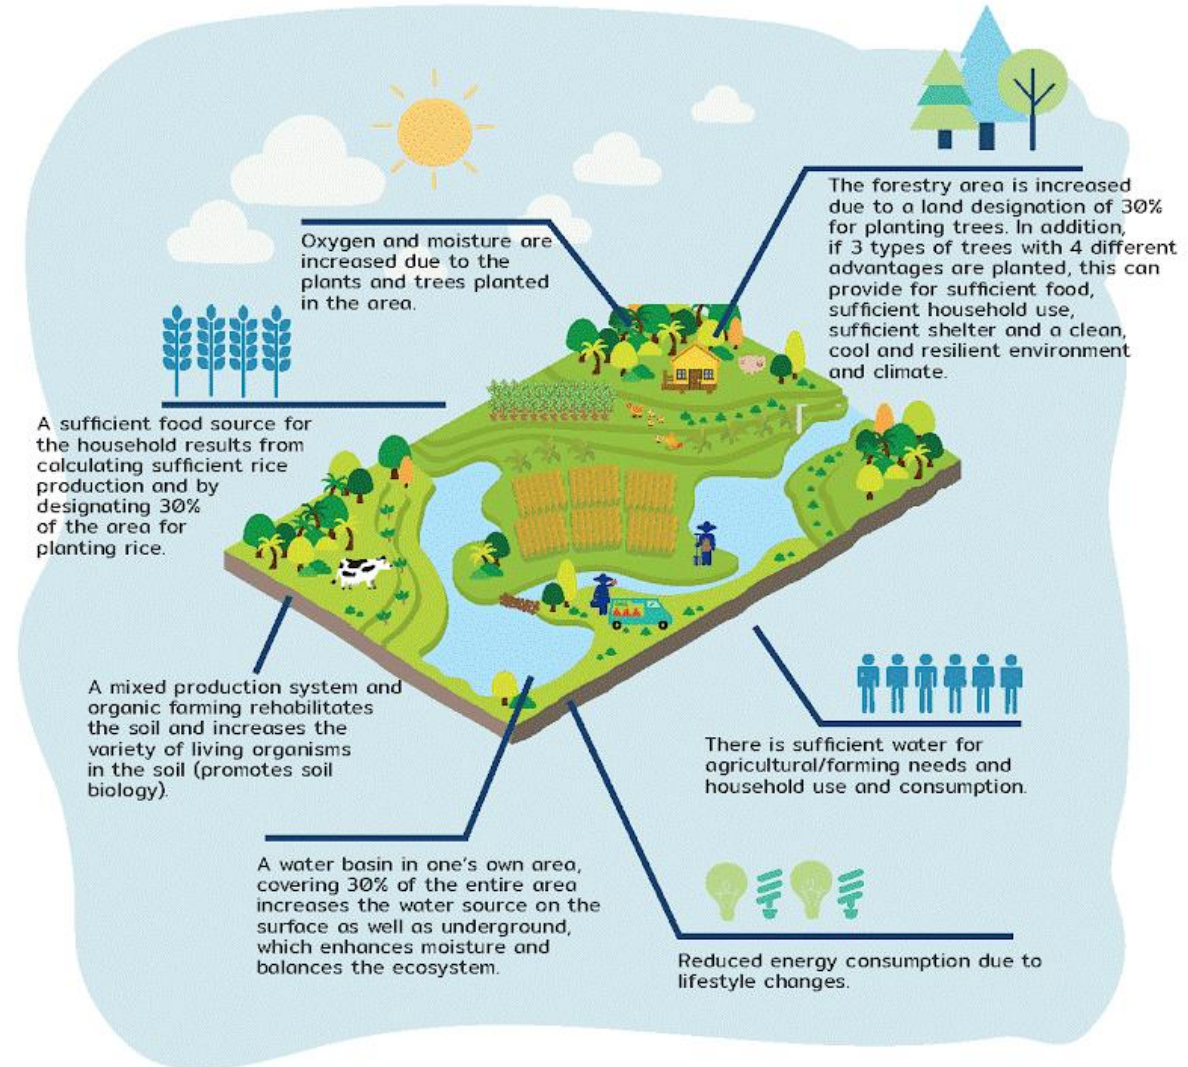 Oxygen and moisture are
increased due to the
plants and trees planted
in the area.
The forestry area is increased
due to a land designation of 30%
for planting trees. In addition,
if 3 types of trees with 4 different
advantages are planted, this can
provide for sufficient food,
sufficient household use,
sufficient shelter and a clean,
cool and resilient environment
and climate.
A sufficient food source for
the household results from
calculating sufficient rice
production and by
designating 30%
of the area for
planting rice.
A mixed production system and
organic farming rehabilitates
the soil and increases the
variety of living organisms
in the soil (promotes soil
biology).
There is sufficient water for
agricultural/farming needs and
household use and consumption.
A water basin in one's own area,
covering 30% of the entire area
increases the water source on the
surface as well as underground,
which enhances moisture and
balances the ecosystem.
Reduced energy consumption due to
lifestyle changes.